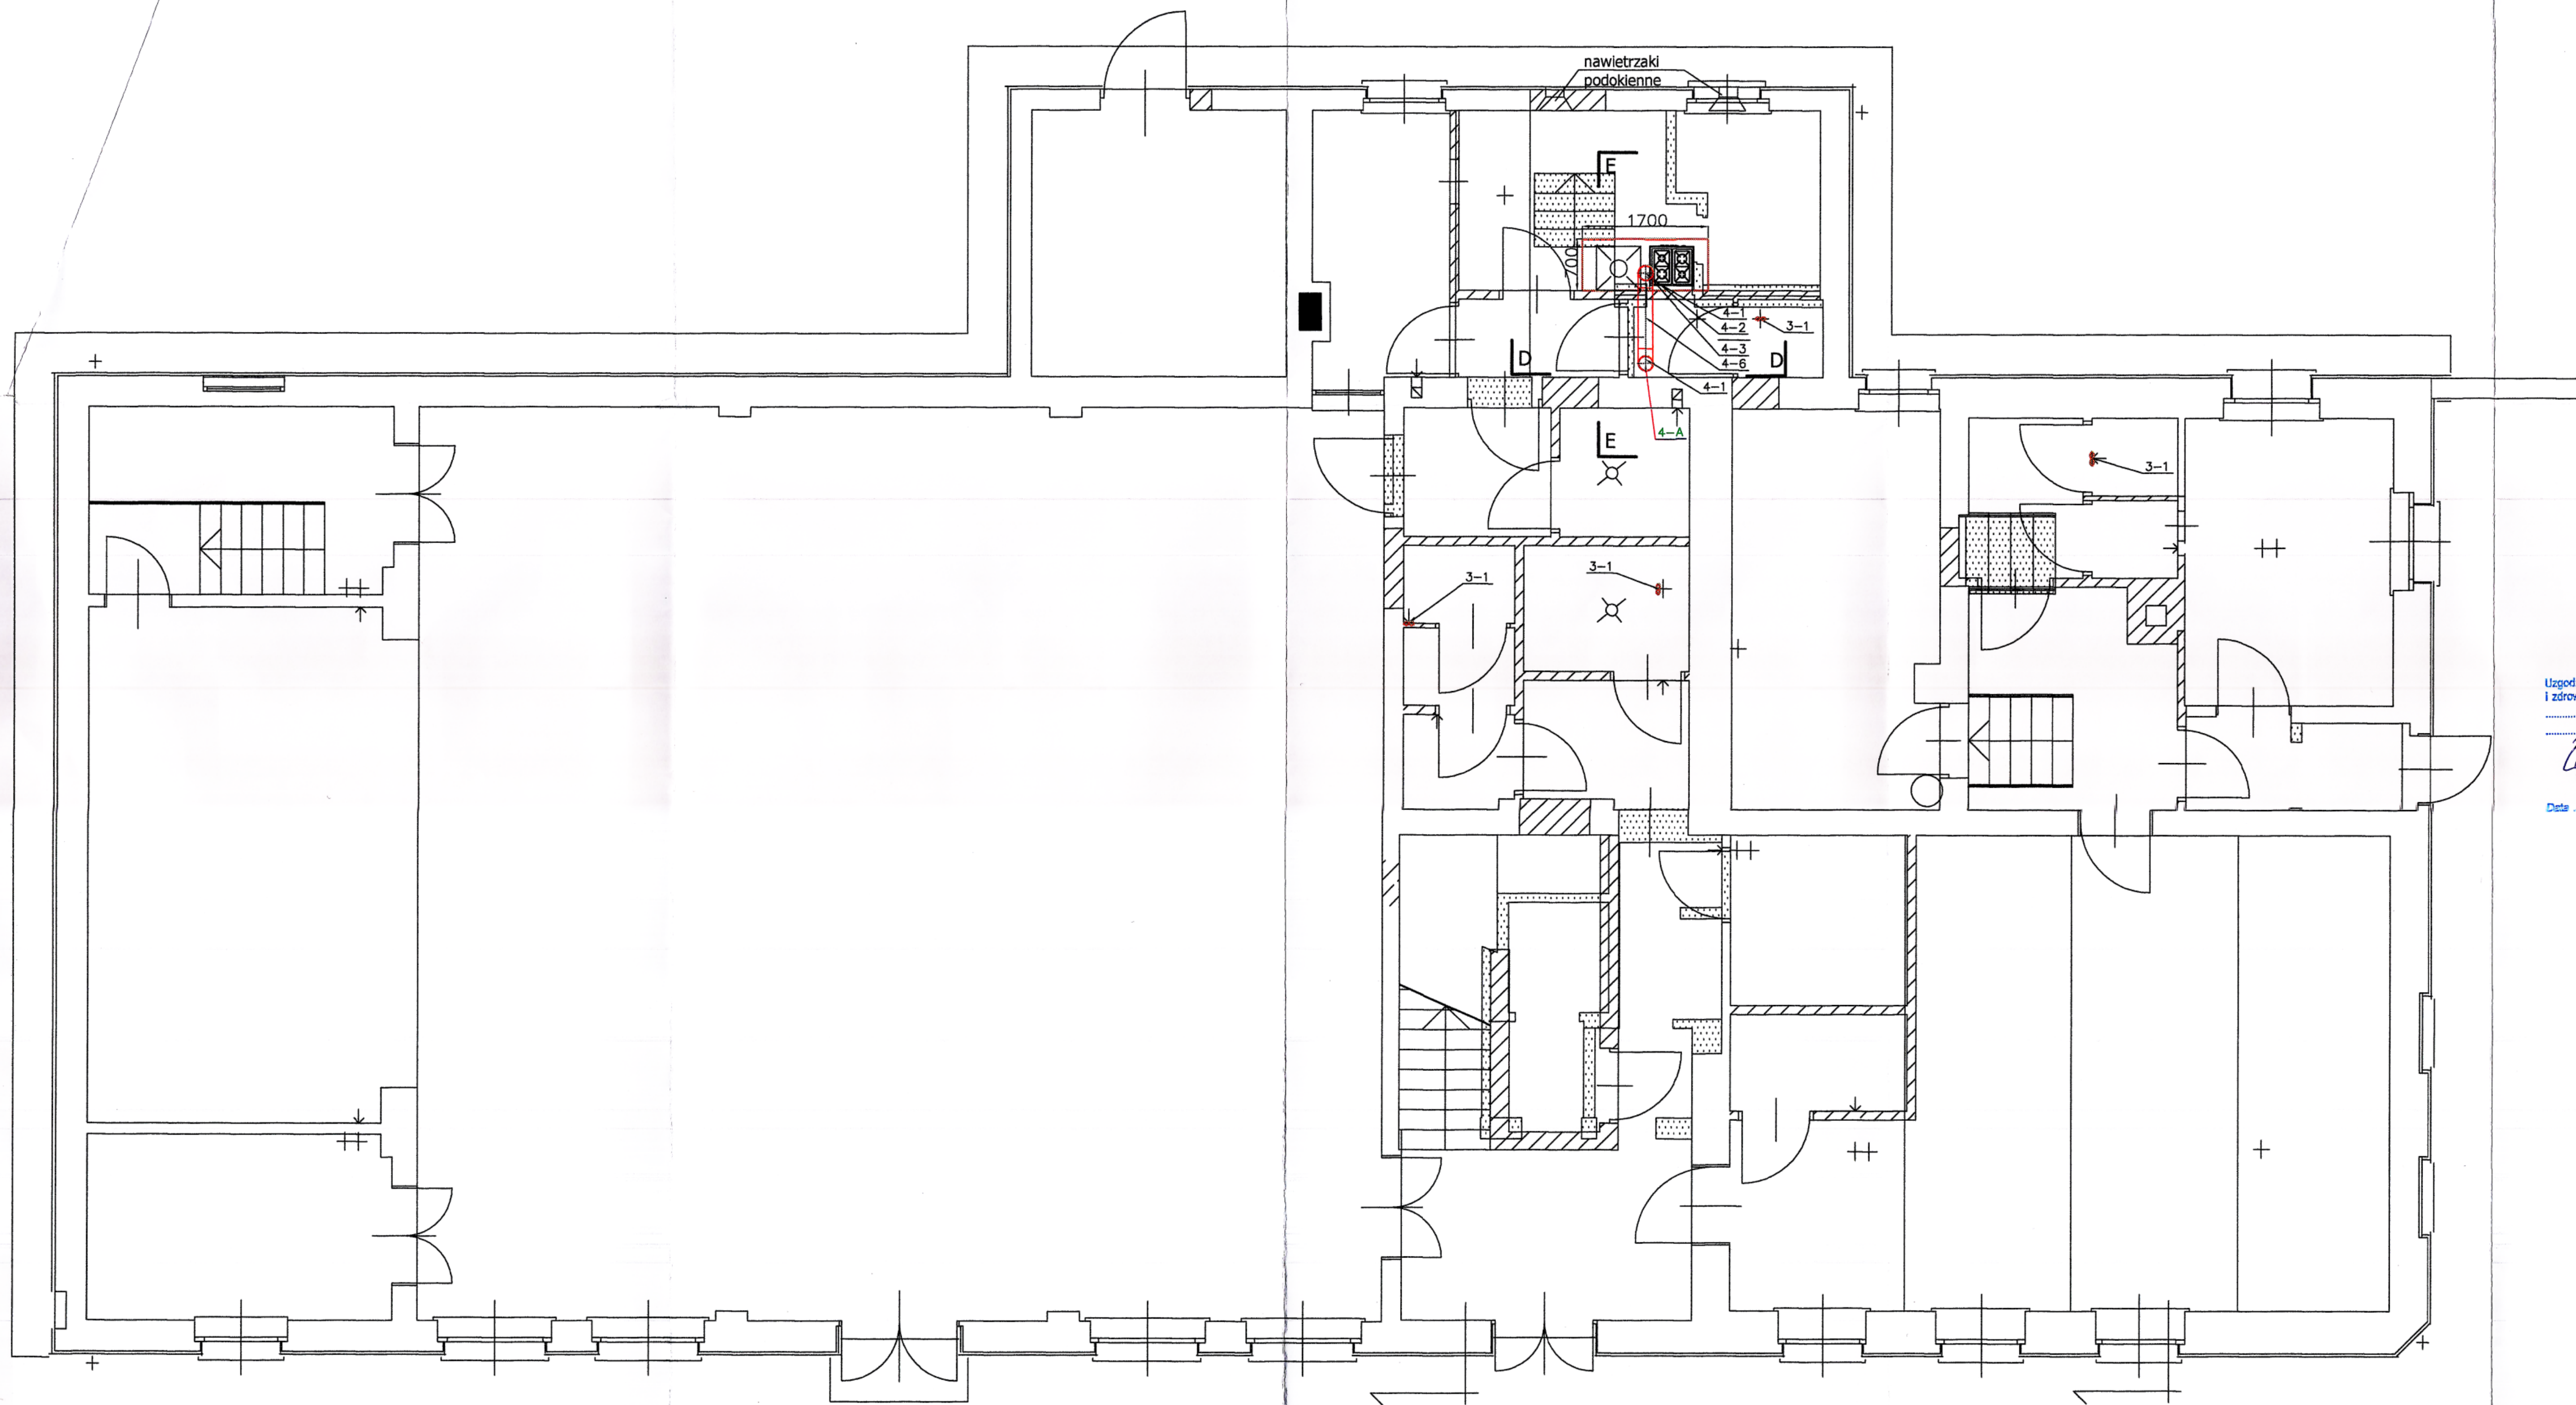 nawietrzaki
podokienne
E
1700
700
4-1
4-2
3-1
4-3
D
D
4-6
4-1
4-A
E
3-1
3-1
3-1
Uzgod
i zdrow
Data